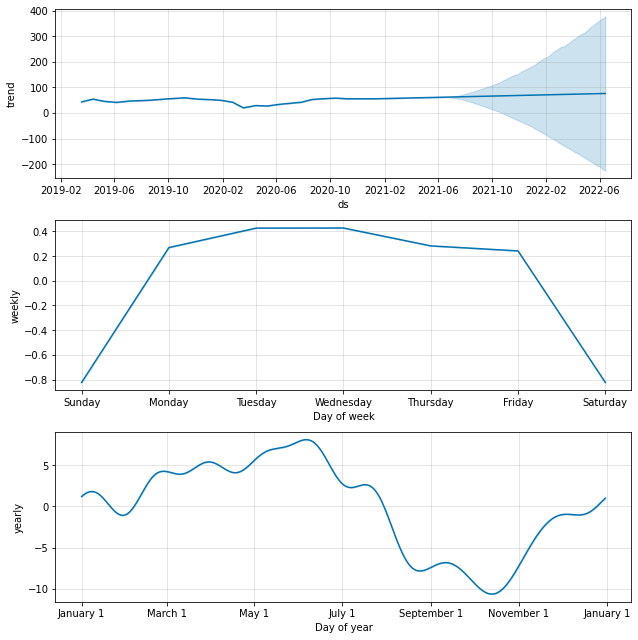 400
300
200
100
0
−100
−200
trend
2019-02 2019-06 2019-10 2020-02 2020-06 2020-10 2021-02 2021-06 2021-10 2022-02 2022-06
ds
0.4
0.2
0.0
−0.2
−0.4
−0.6
−0.8
weekly
Sunday Monday Tuesday Wednesday Thursday Friday Saturday
Day of week
5
0
−5
−10
yearly
January 1 March 1 May 1 July 1 September 1 November 1 January 1
Day of year